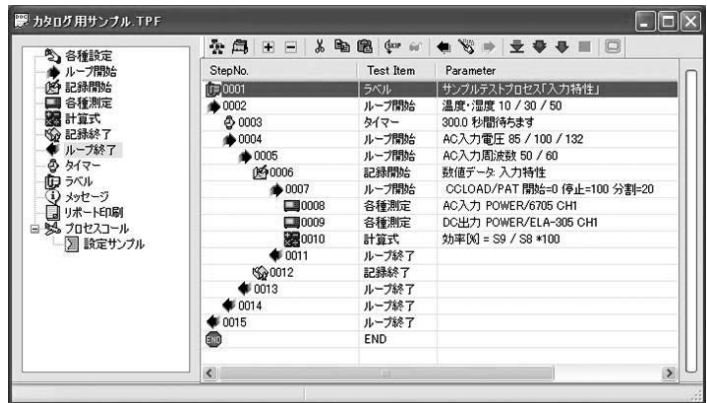 カタログ用サンプル.TPF
各種設定
ループ開始
記録開始
各種測定
計算式
記録終了
ループ終了
タイマー
ラベル
メッセージ
リポート印刷
プロセスコール
設定サンプル
StepNo. Test Item Parameter
0001 ラベル サンプルテストプロセス「入力特性」
0002 ループ開始 温度・湿度 10 / 30 / 50
0003 タイマー 300.0 秒間待ちます
0004 ループ開始 AC入力電圧 85 / 100 / 132
0005 ループ開始 AC入力周波数 50 / 60
0006 記録開始 数値データ: 入力特性
0007 ループ開始 CCLOAD/PAT 開始=0 停止=100 分割=20
0008 各種測定 AC入力 POWER/6705 CH1
0009 各種測定 DC出力 POWER/ELA-305 CH1
0010 計算式 効率[%] = S9 / S8 *100
0011 ループ終了
0012 記録終了
0013 ループ終了
0014 ループ終了
0015 ループ終了
END END